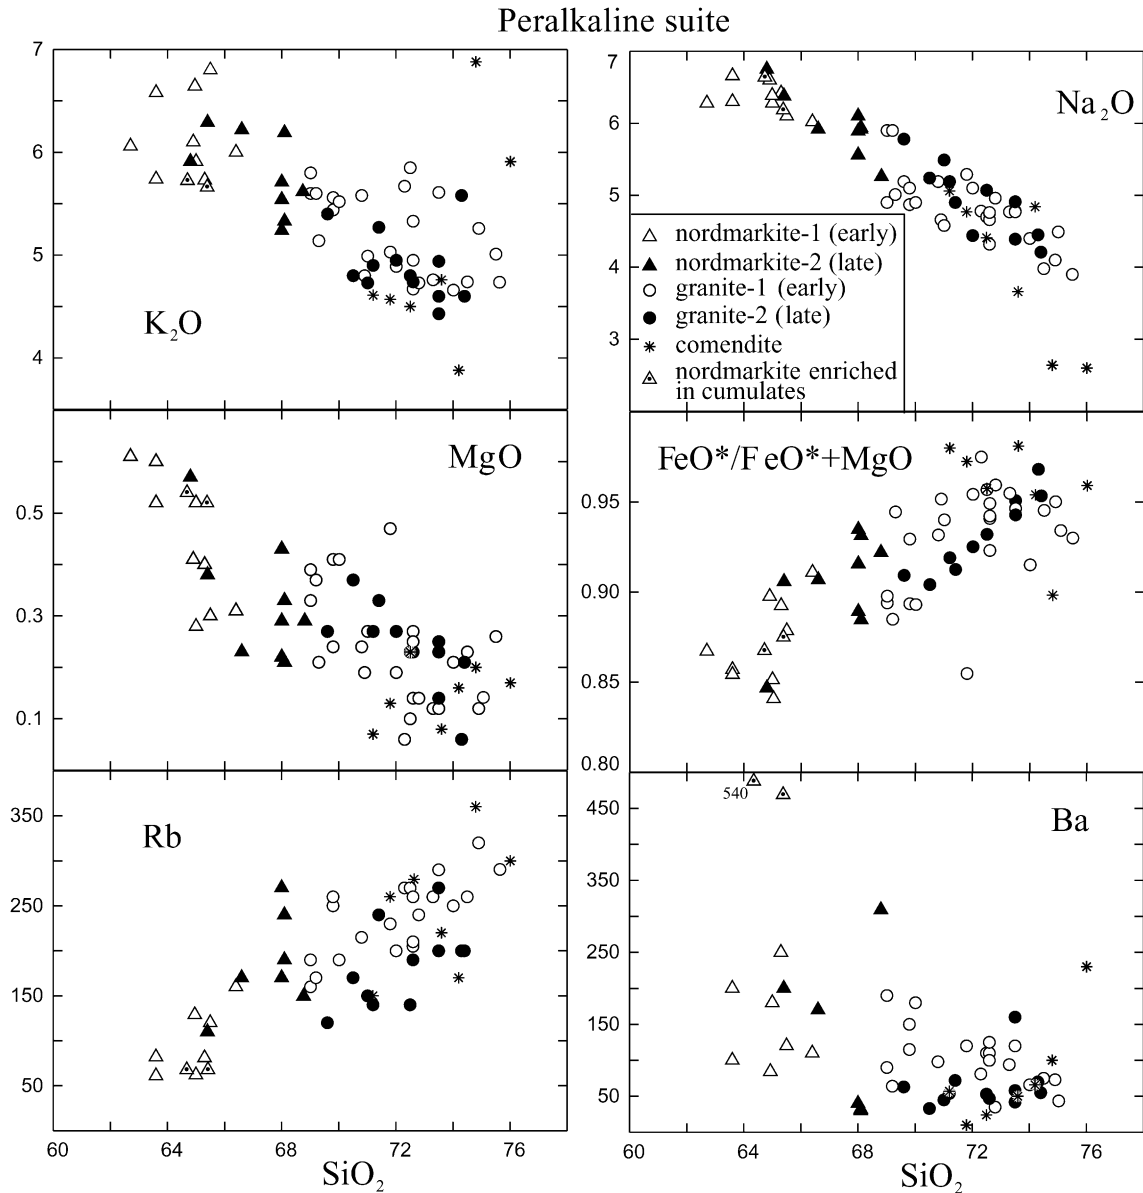 Peralkaline suite
7
6
5
4
K2O
7
6
5
4
3
Na2O
nordmarkite-1 (early)
nordmarkite-2 (late)
granite-1 (early)
granite-2 (late)
comendite
nordmarkite enriched
in cumulates
0.5
0.3
0.1
MgO
FeO*/F eO*+MgO
0.95
0.90
0.85
0.80
350
250
150
50
Rb
540
450
350
250
150
50
Ba
60 64 68 72 76
SiO2
60 64 68 72 76
SiO2